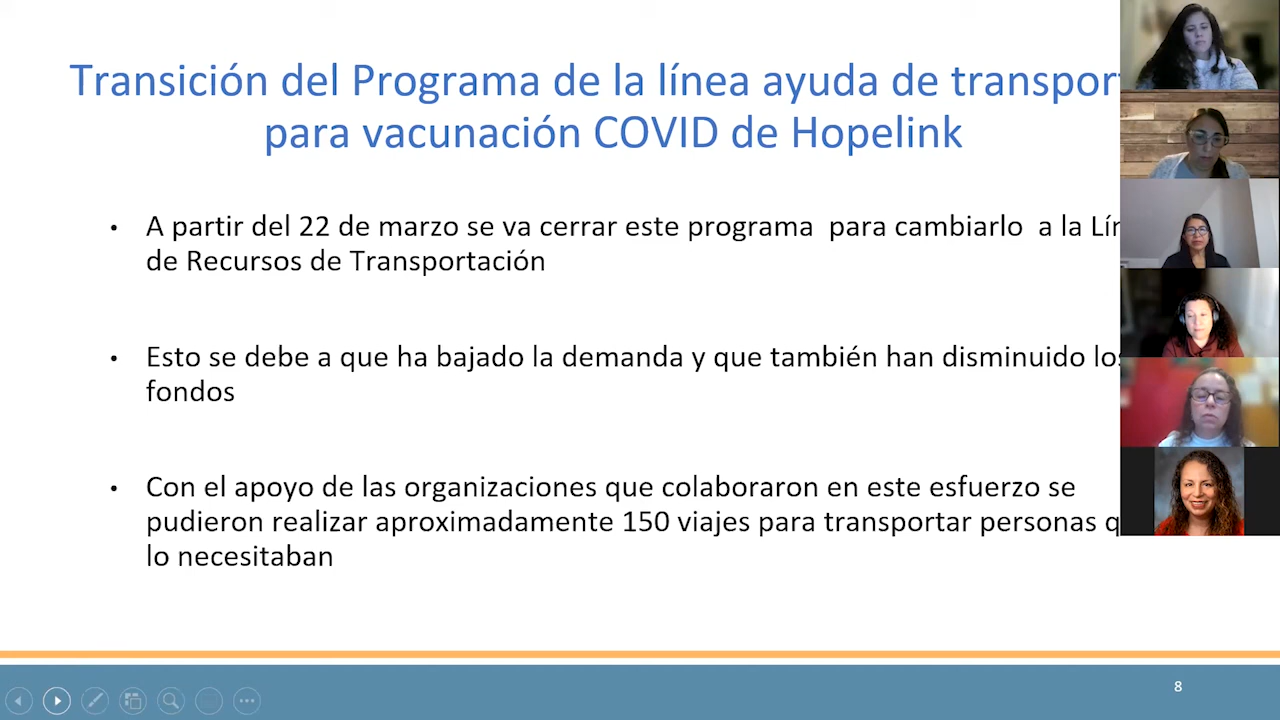 Transición del Programa de la línea ayuda de
para vacunación COVID de Hopelink
• A partir del 22 de marzo se va cerrar este programa para cambiarlo a la
de Recursos de Transportación
• Esto se debe a que ha bajado la demanda y que también han disminuido
fondos
• Con el apoyo de las organizaciones que colaboraron en este esfuerzo se
pudieron realizar aproximadamente 150 viajes para transportar personas
lo necesitaban
8